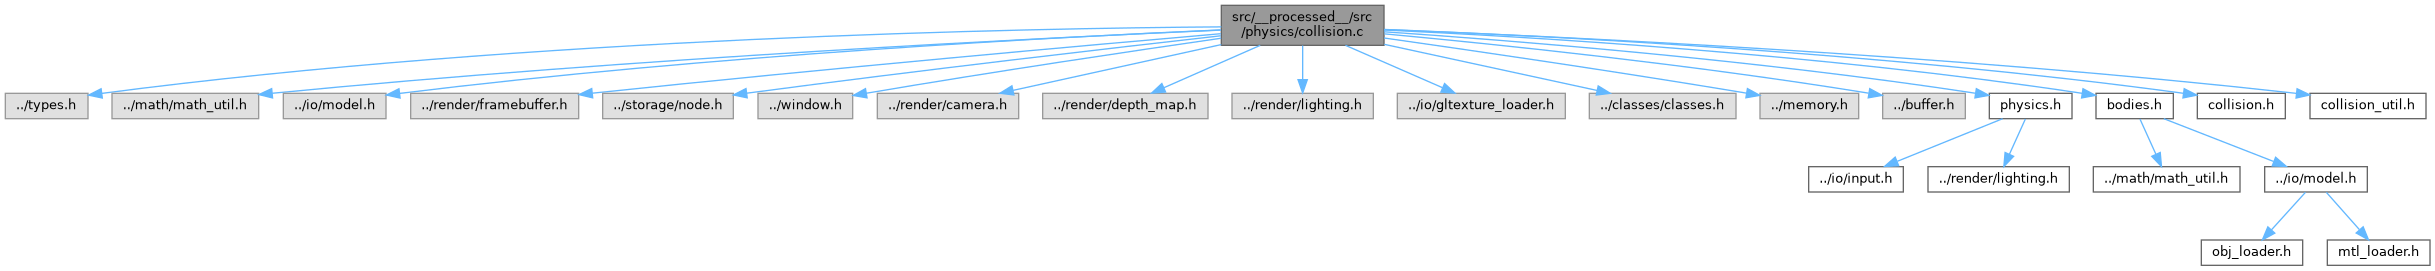 src/__processed__/src
/physics/collision.c
../types.h
../math/math_util.h
../io/model.h
../render/framebuffer.h
../storage/node.h
../window.h
../render/camera.h
../render/depth_map.h
../render/lighting.h
../io/gltexture_loader.h
../classes/classes.h
../memory.h
../buffer.h
physics.h
bodies.h
collision.h
collision_util.h
../io/input.h
../render/lighting.h
../math/math_util.h
../io/model.h
obj_loader.h
mtl_loader.h